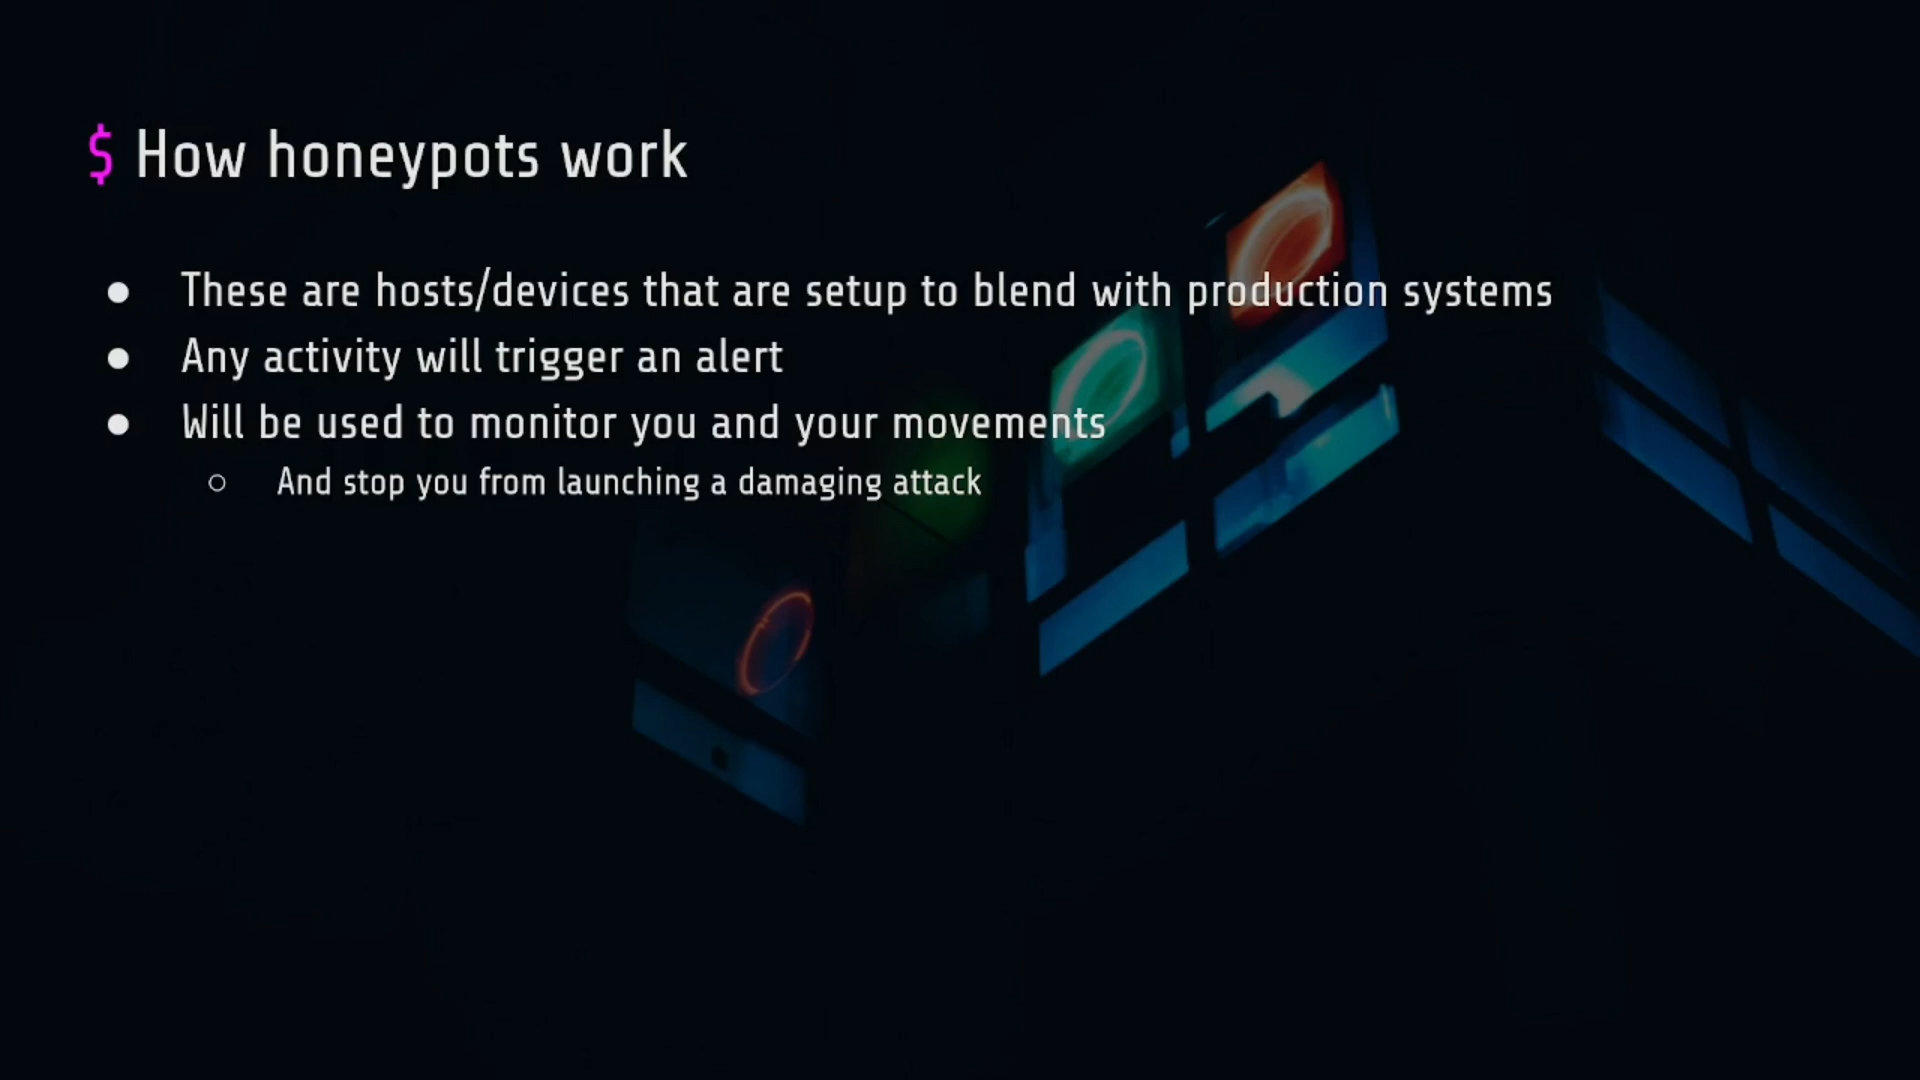 $ How honeypots work
● These are hosts/devices that are setup to blend with production systems
● Any activity will trigger an alert
● Will be used to monitor you and your movements
○ And stop you from launching a damaging attack